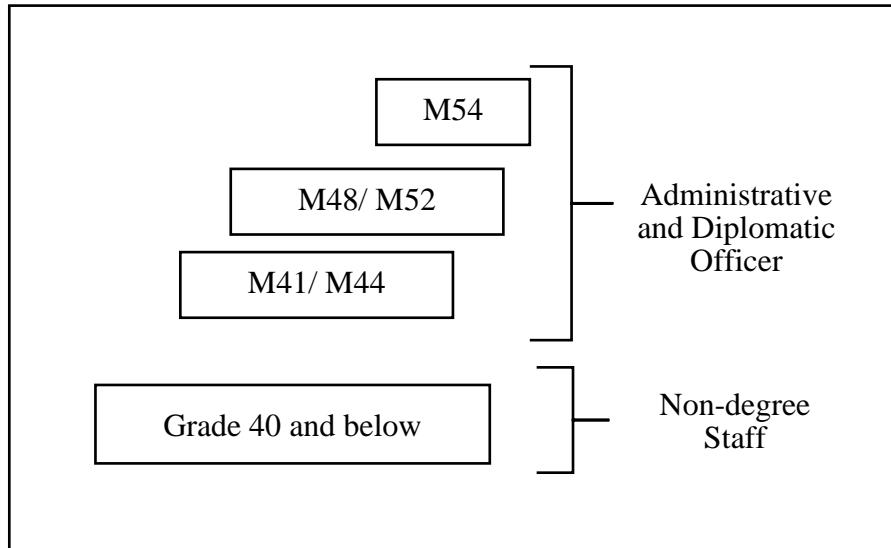 M54
M48/ M52
M41/ M44
Administrative
and Diplomatic
Officer
Grade 40 and below
Non-degree
Staff